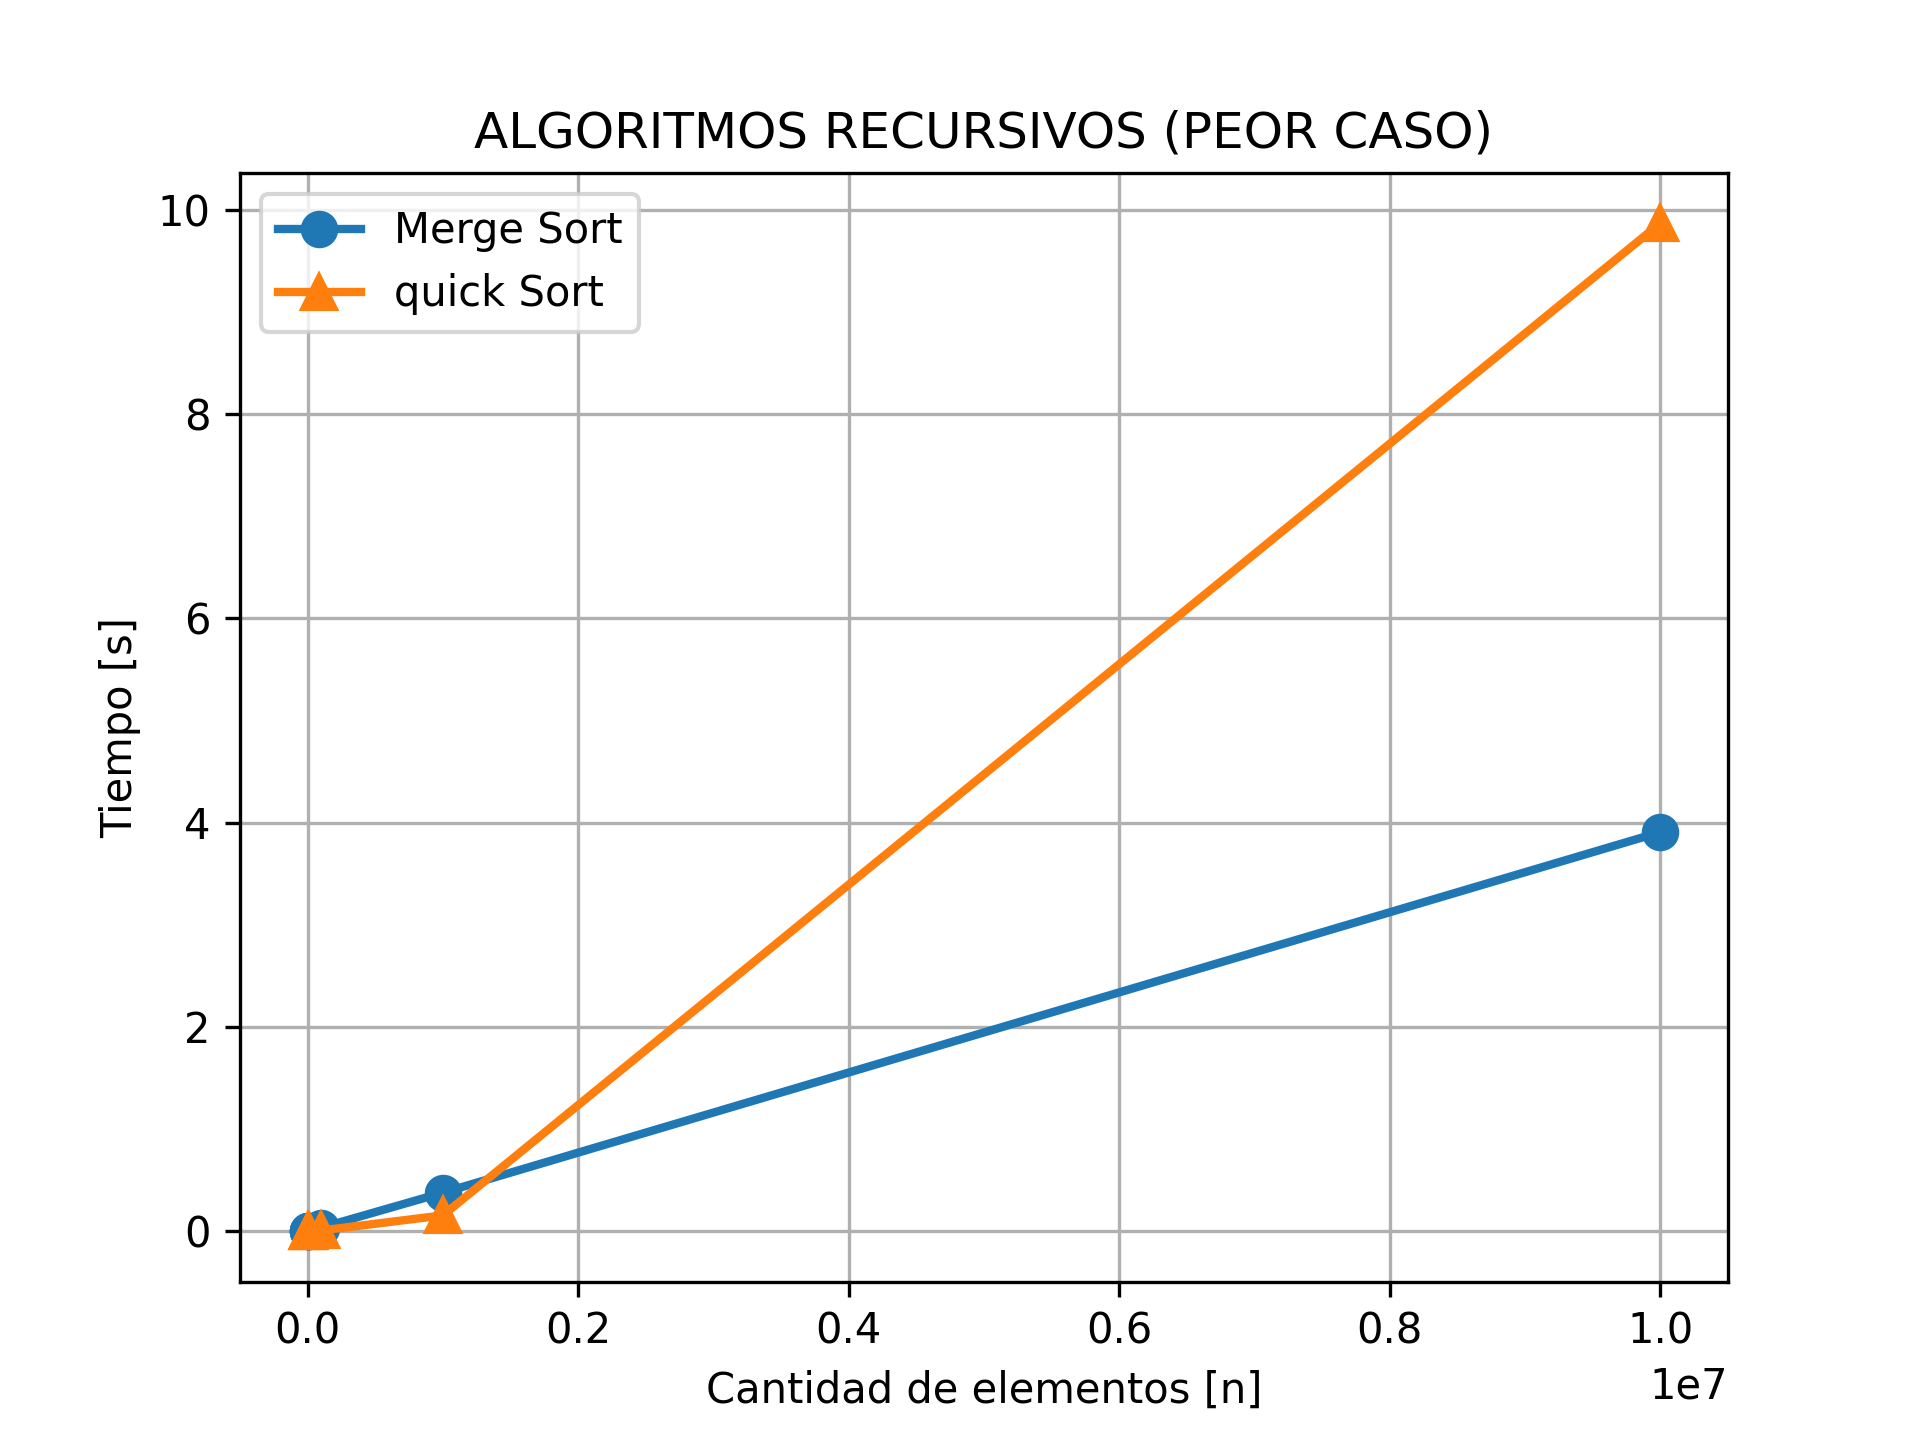 ALGORITMOS RECURSIVOS (PEOR CASO)
Merge Sort
quick Sort
10
8
6
4
2
0
Tiempo [s]
0.0 0.2 0.4 0.6 0.8 1.0
1e7
Cantidad de elementos [n]